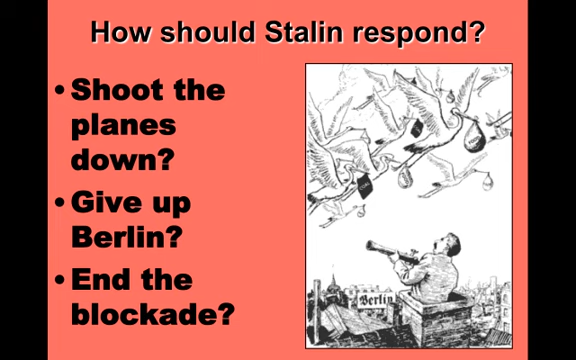 How should Stalin respond?
• Shoot the
planes
down?
• Give up
Berlin?
• End the
blockade?
Berlin